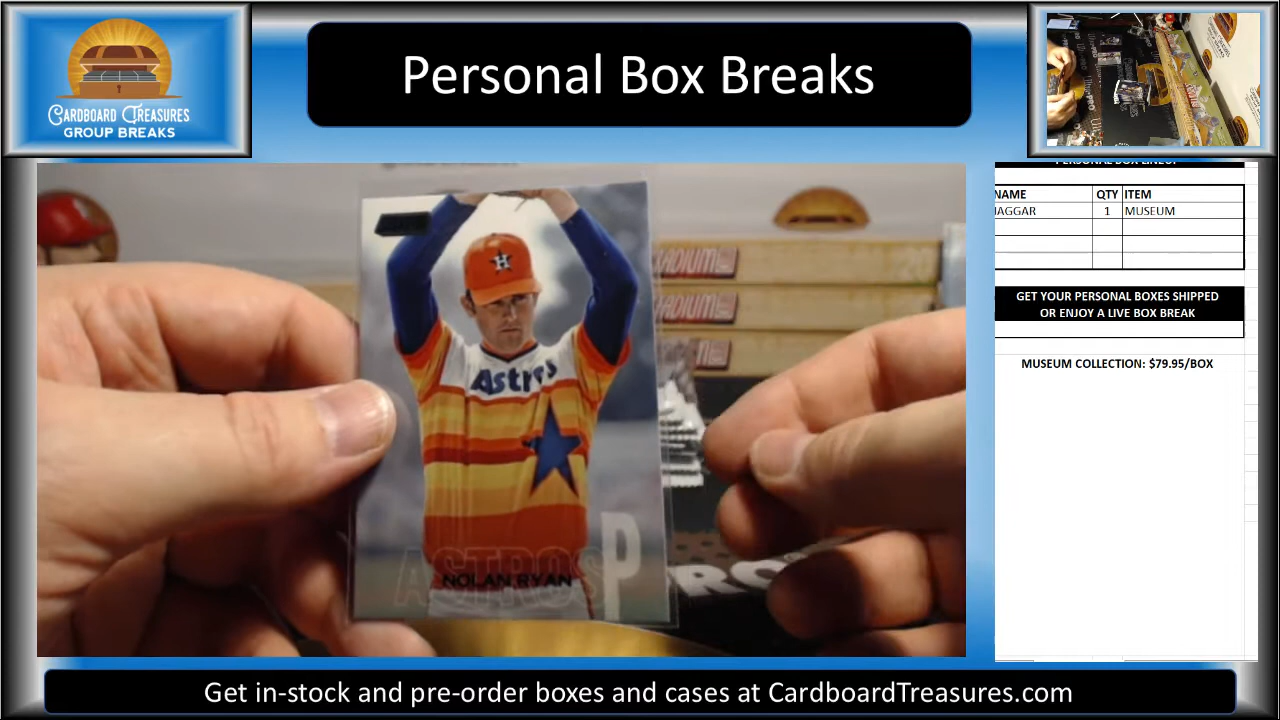 CARDBOARD TREASURES
GROUP BREAKS
Personal Box Breaks
NAME QTY ITEM
JAGGAR 1 MUSEUM
GET YOUR PERSONAL BOXES SHIPPED
OR ENJOY A LIVE BOX BREAK
MUSEUM COLLECTION: $79.95/BOX
H
Astros
ASTROS
NOLAN RYAN
P
Get in-stock and pre-order boxes and cases at CardboardTreasures.com